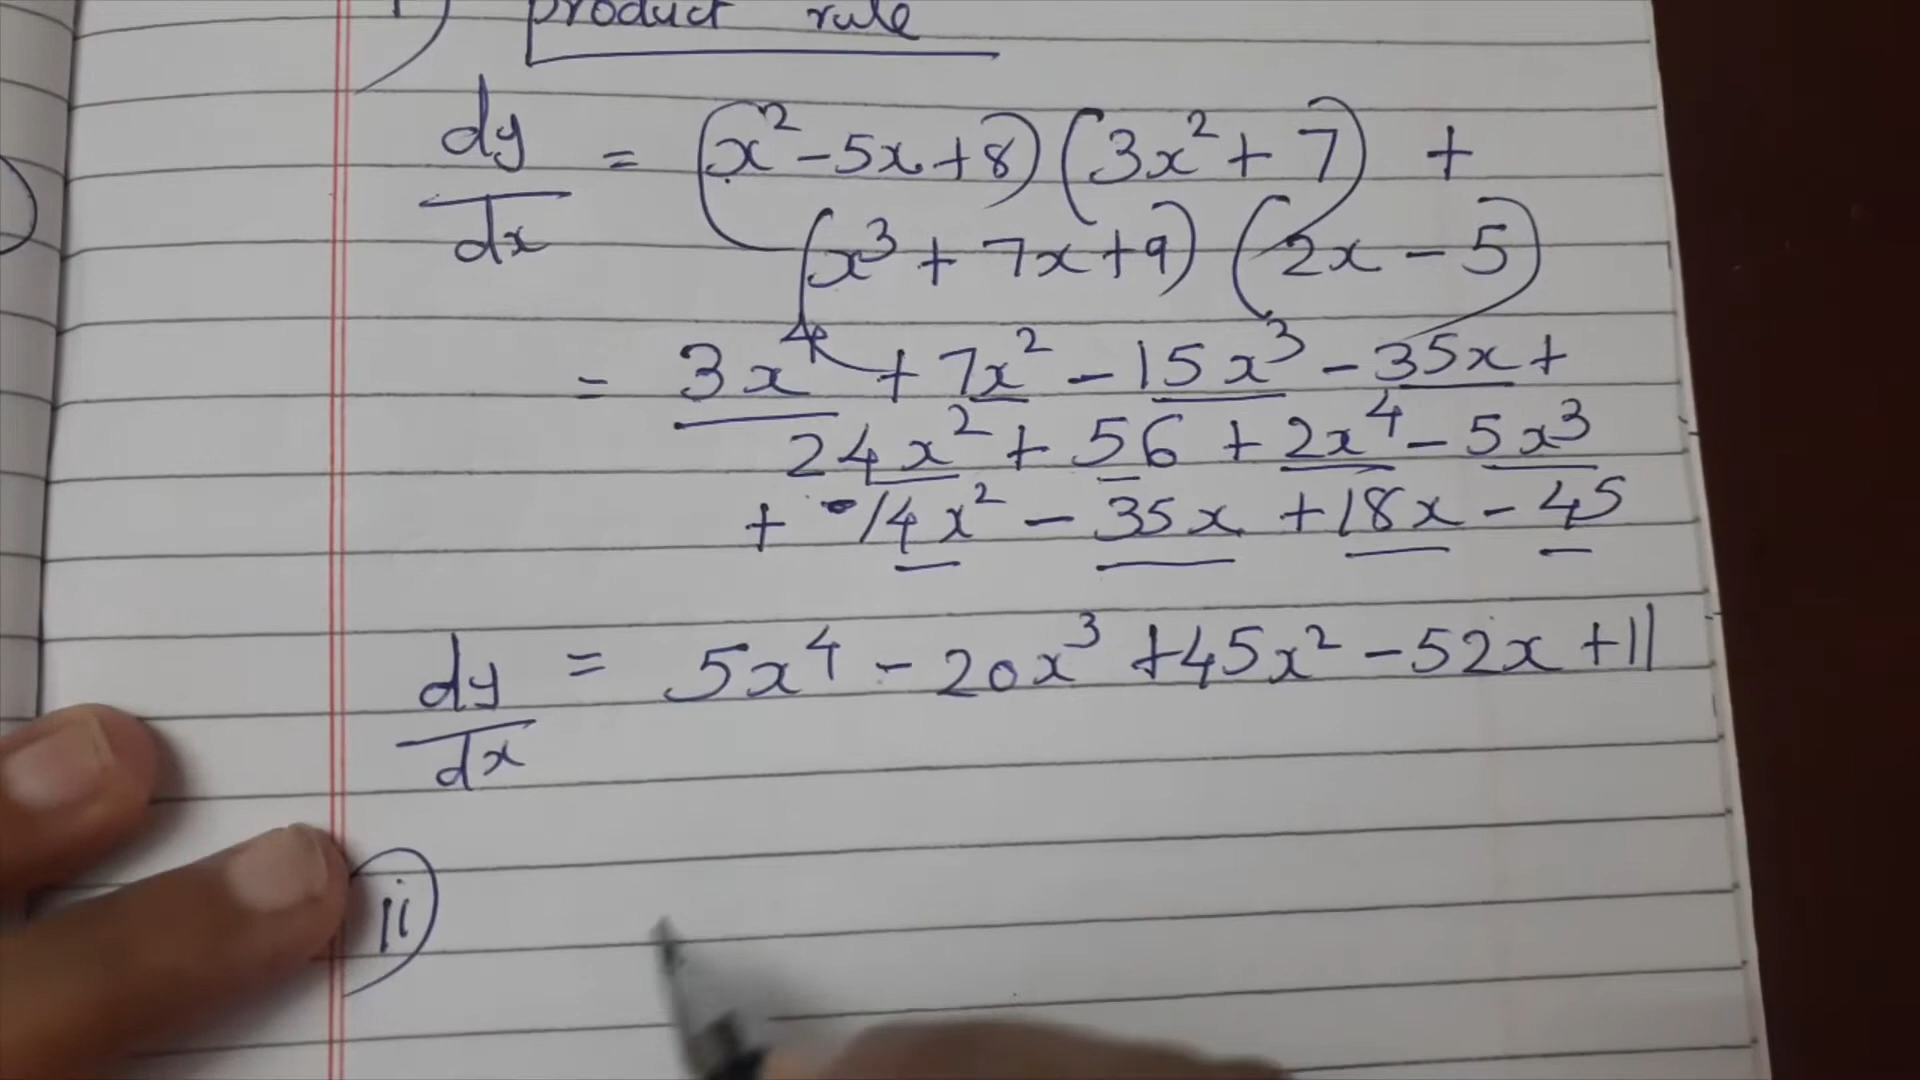 product rule
dy/dx = (x² - 5x + 8) (3x² + 7) +
(x³ + 7x + 9) (2x - 5)
= 3x⁴ + 7x² - 15x³ - 35x +
24x² + 56 + 2x⁴ - 5x³
+ -14x² - 35x + 18x - 45
dy/dx = 5x⁴ - 20x³ + 45x² - 52x + 11
ii)